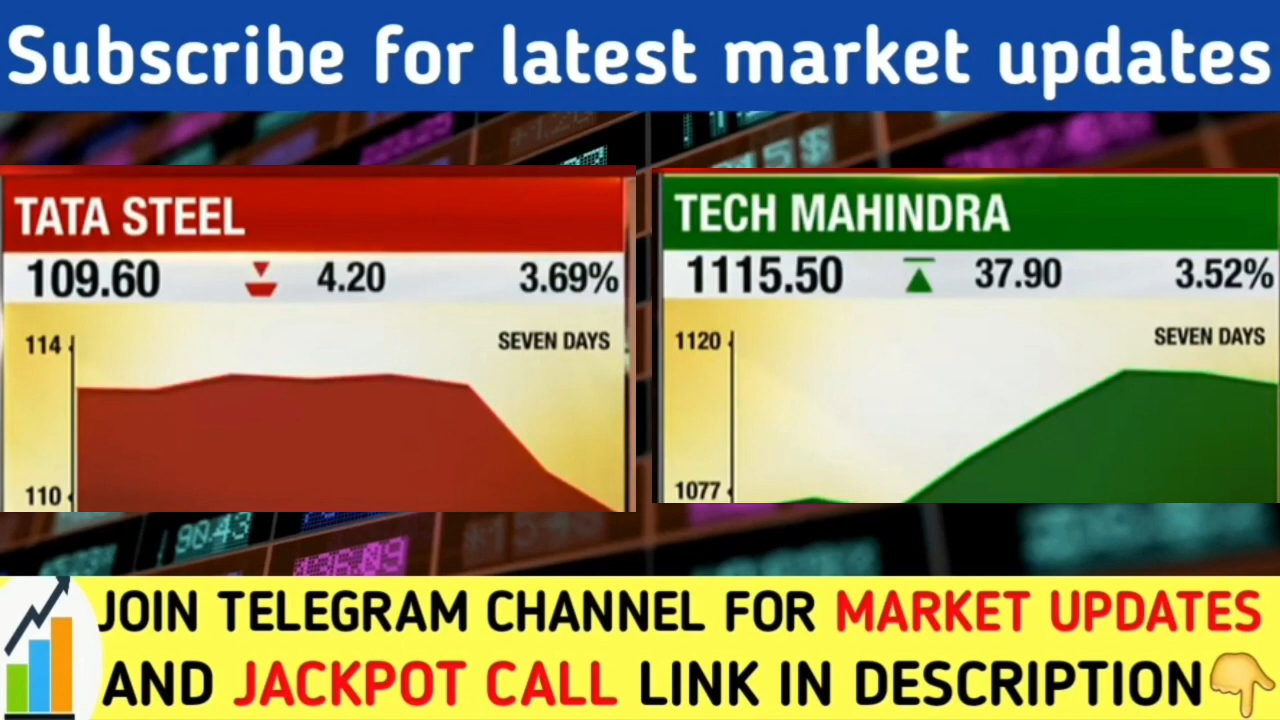 Subscribe for latest market updates
TATA STEEL
109.60 4.20 3.69%
SEVEN DAYS
114
110
TECH MAHINDRA
1115.50 37.90 3.52%
SEVEN DAYS
1120
1077
90.43
JOIN TELEGRAM CHANNEL FOR MARKET UPDATES
AND JACKPOT CALL LINK IN DESCRIPTION👇